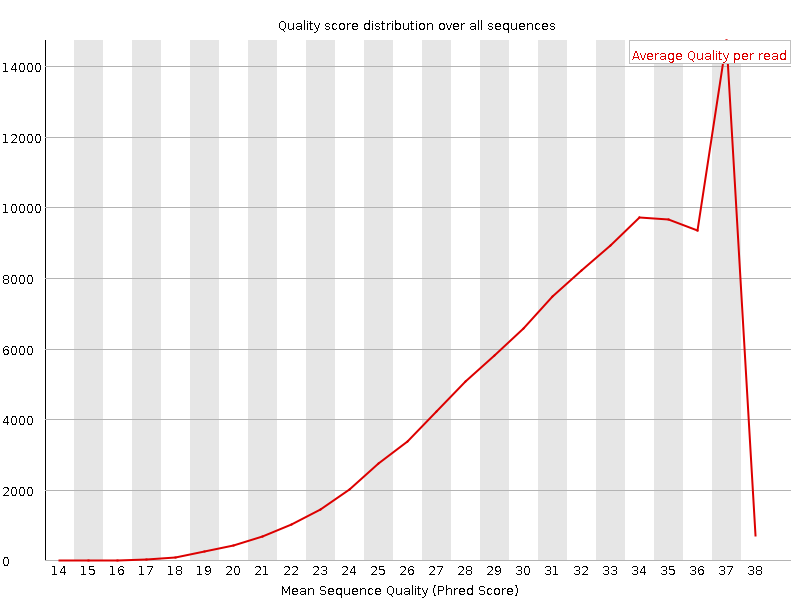 Quality score distribution over all sequences
Average Quality per read
14000
12000
10000
8000
6000
4000
2000
0
14 15 16 17 18 19 20 21 22 23 24 25 26 27 28 29 30 31 32 33 34 35 36 37 38
Mean Sequence Quality (Phred Score)